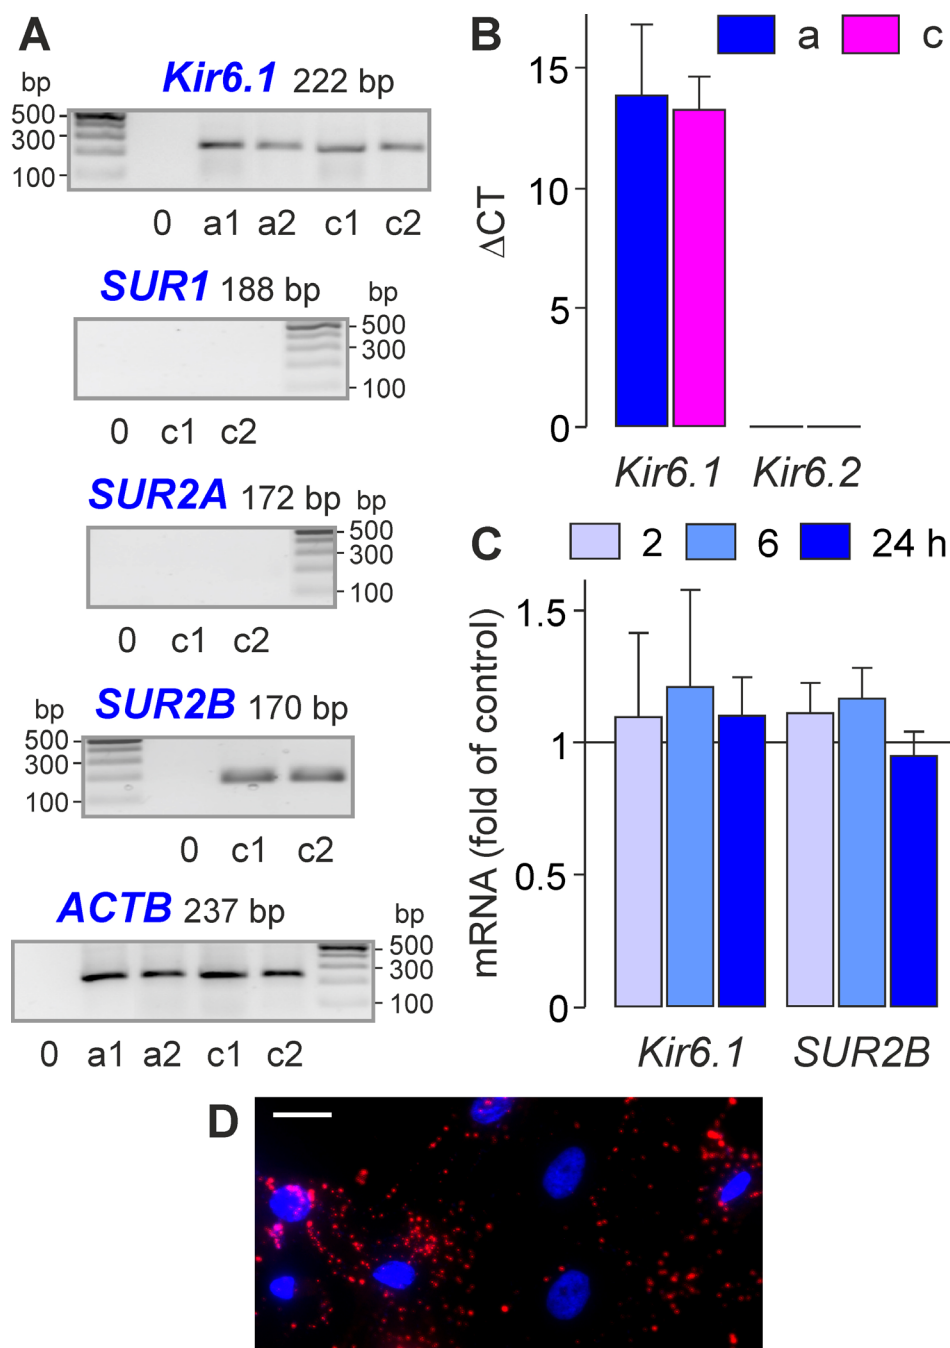 A
Kir6.1 222 bp
bp
500
300
100
0 a1 a2 c1 c2
SUR1 188 bp
bp
500
300
100
0 c1 c2
SUR2A 172 bp
bp
500
300
100
0 c1 c2
SUR2B 170 bp
bp
500
300
100
0 c1 c2
ACTB 237 bp
bp
500
300
100
0 a1 a2 c1 c2
B
a c
15
10
5
0
ΔCT
Kir6.1 Kir6.2
C
2 6 24 h
1.5
1
0.5
0
mRNA (fold of control)
Kir6.1 SUR2B
D